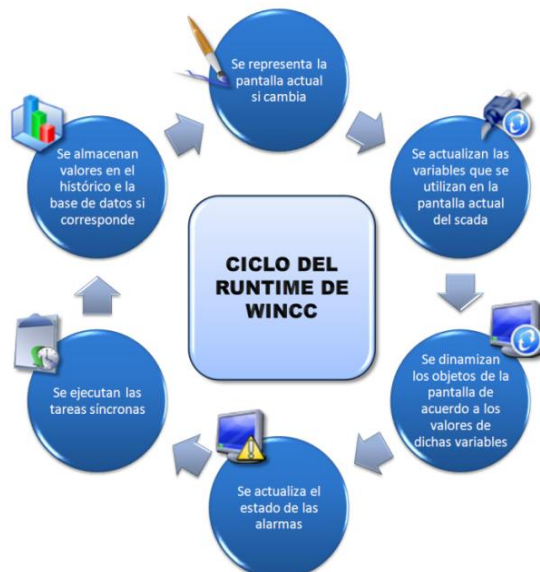 Se representa la
pantalla actual
si cambia
Se actualizan las
variables que se
utilizan en la
pantalla actual
del scada
Se dinamizan
los objetos de la
pantalla de
acuerdo a los
valores de
dichas variables
Se actualiza el
estado de las
alarmas
Se ejecutan las
tareas síncronas
Se almacenan
valores en el
histórico e la
base de datos si
corresponde
CICLO DEL
RUNTIME DE
WINCC